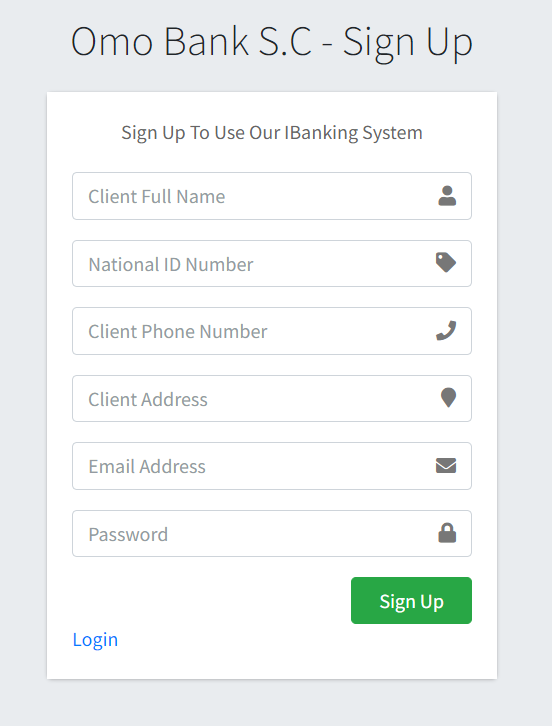 Omo Bank S.C - Sign Up
Sign Up To Use Our IBanking System
Client Full Name
National ID Number
Client Phone Number
Client Address
Email Address
Password
Sign Up
Login